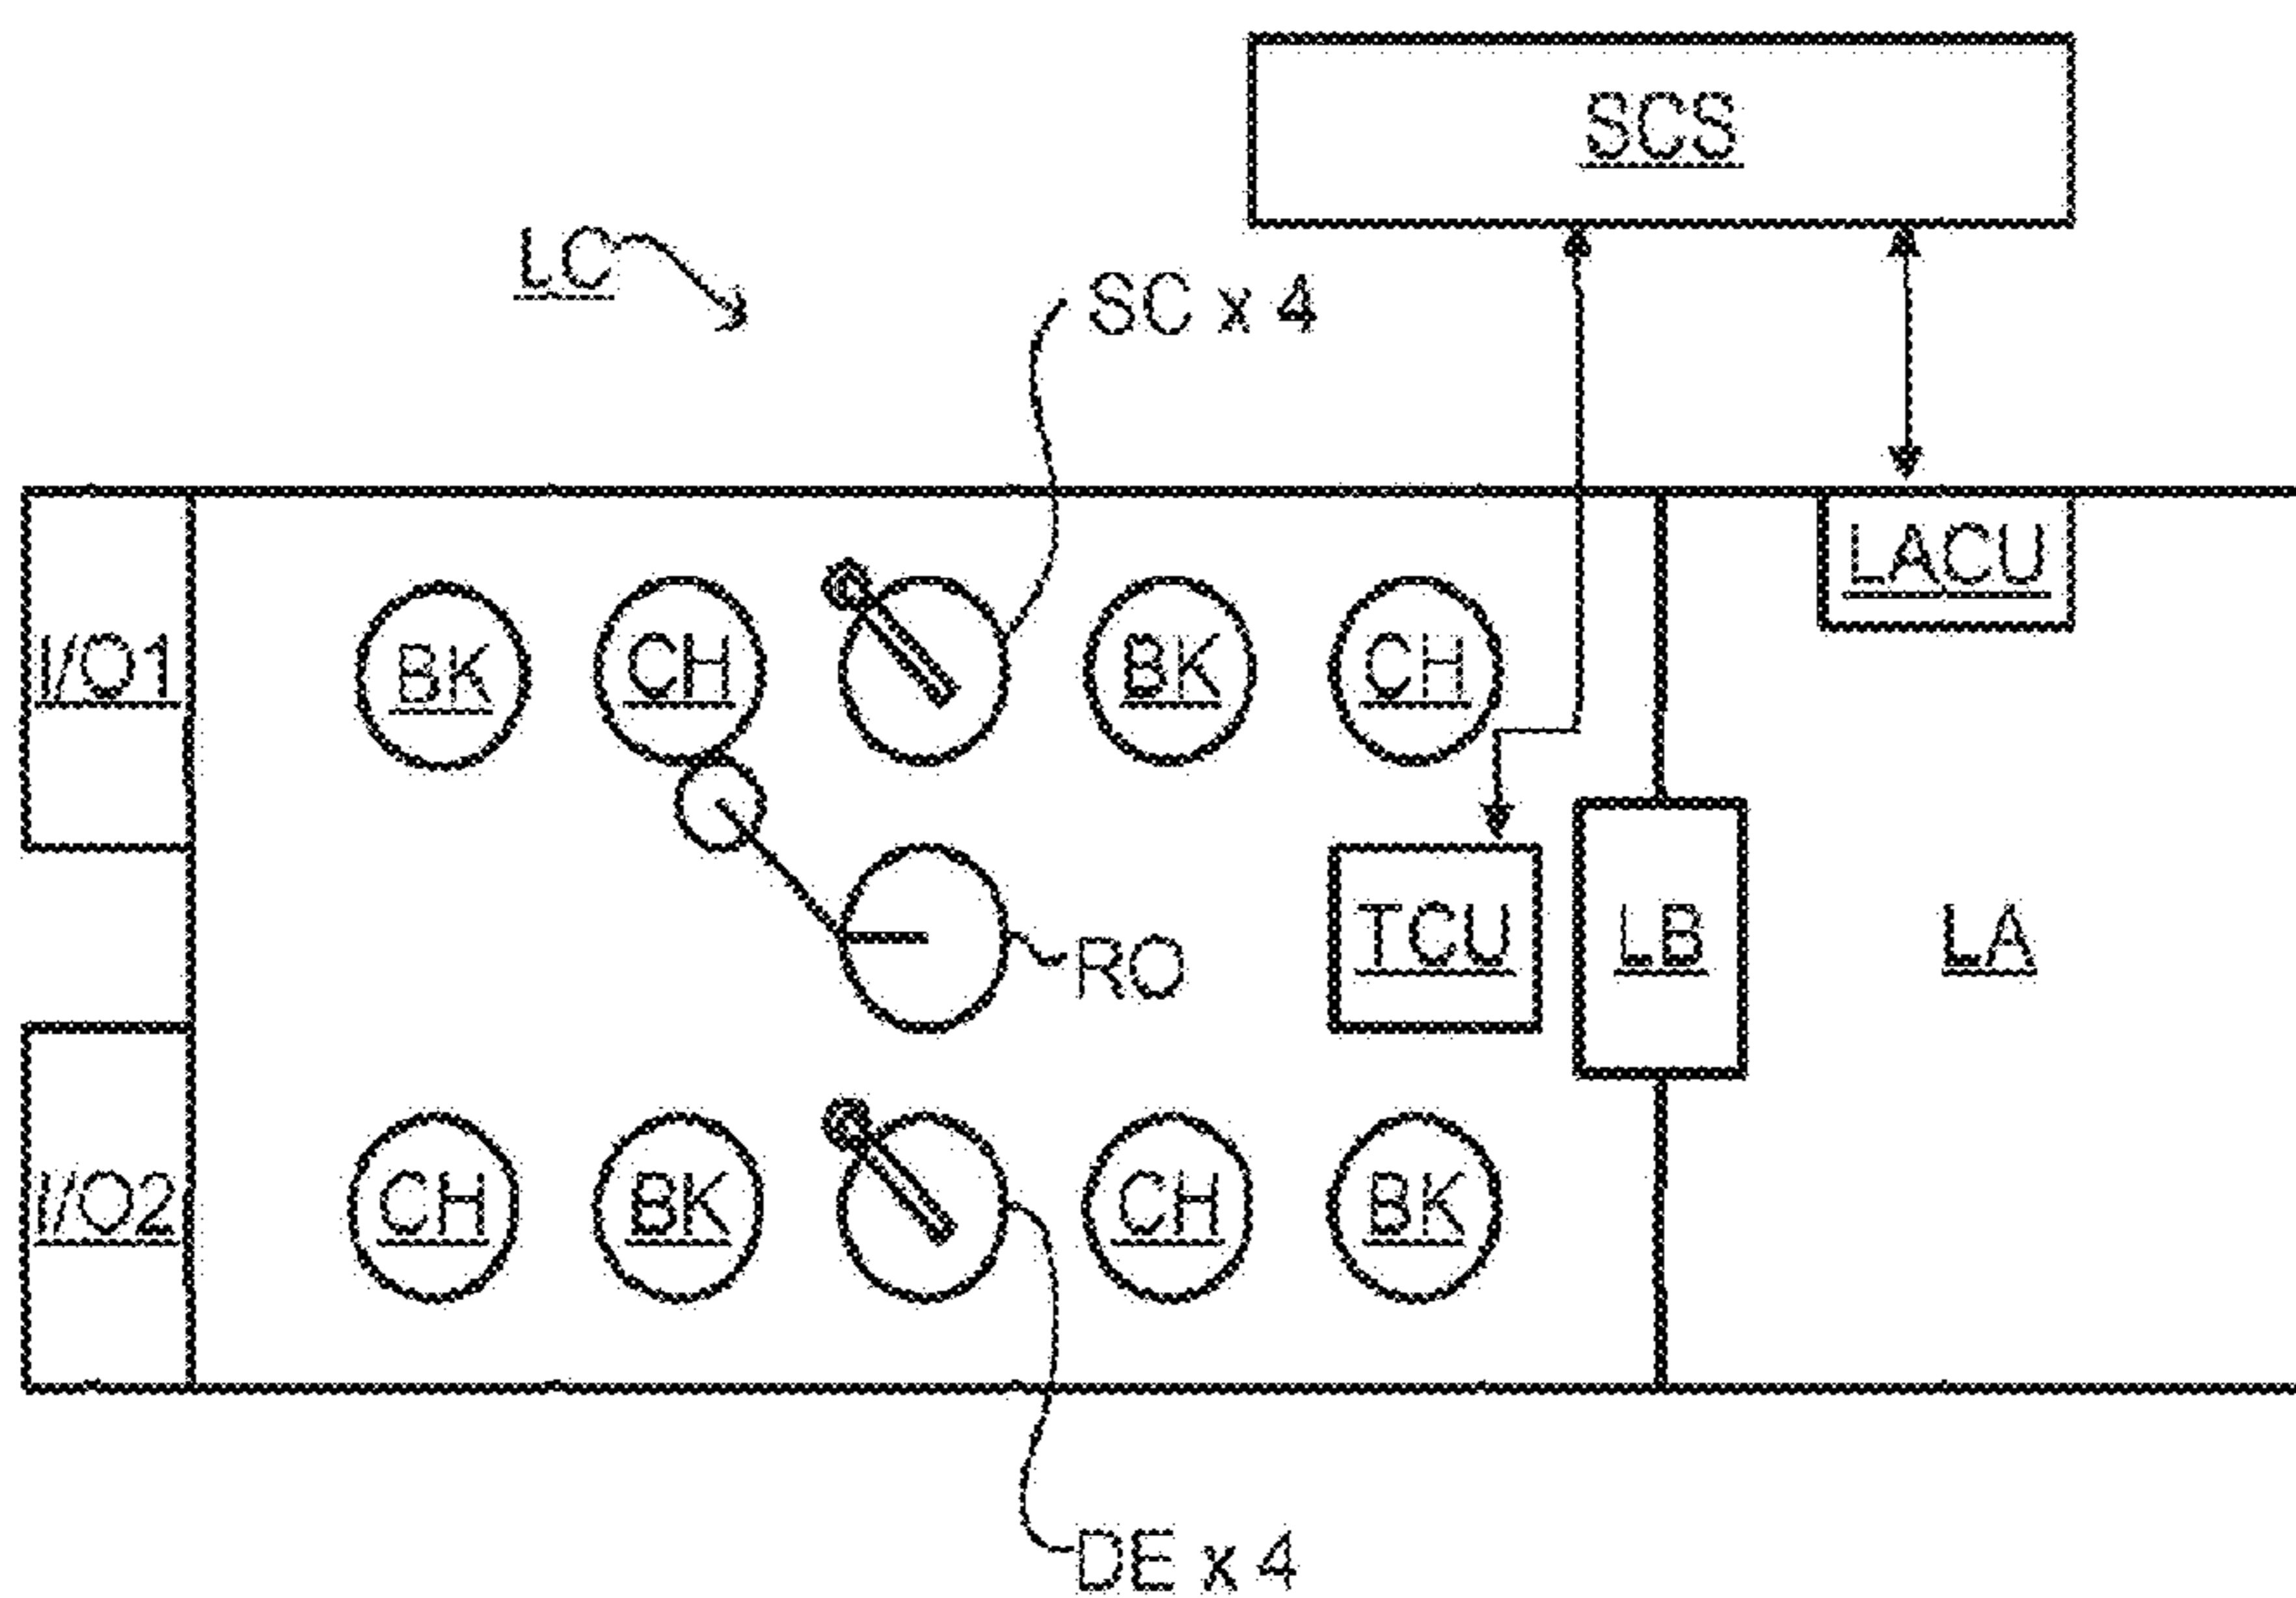 SCS
LC
SC x 4
LACU
I/O1
BK
CH
BK
CH
RO
TCU
LB
LA
I/O2
CH
BK
CH
BK
DE x 4